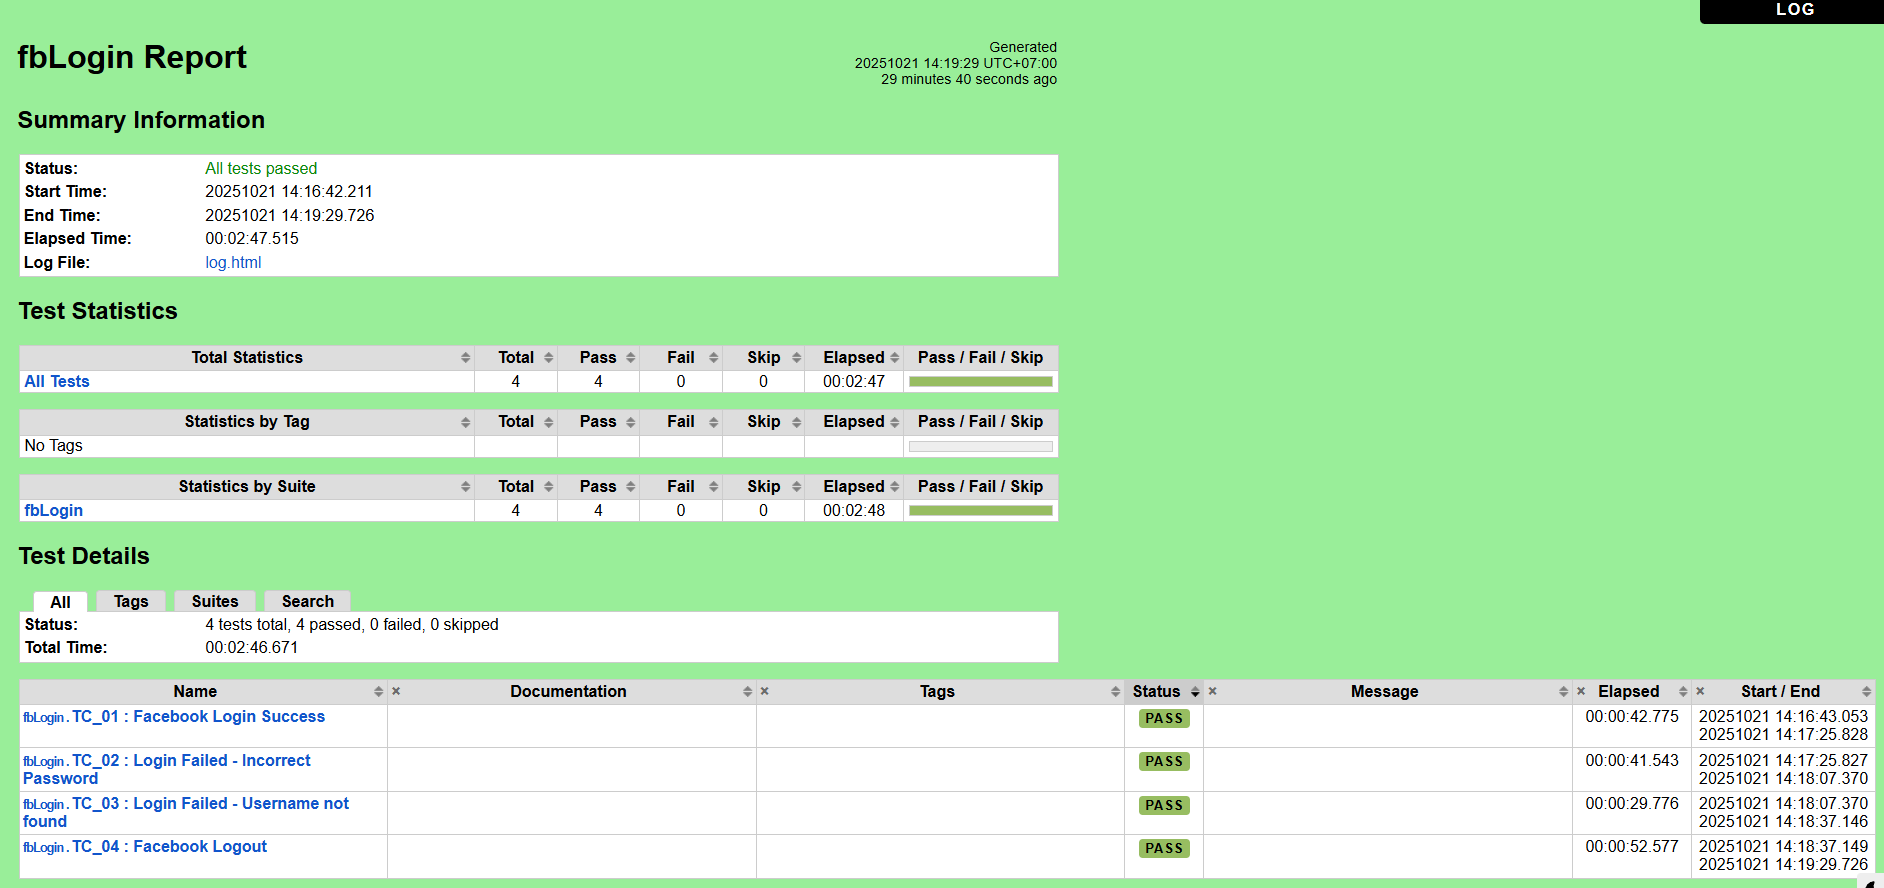 LOG
fbLogin Report
Generated
20251021 14:19:29 UTC+07:00
29 minutes 40 seconds ago
Summary Information
Status: All tests passed
Start Time: 20251021 14:16:42.211
End Time: 20251021 14:19:29.726
Elapsed Time: 00:02:47.515
Log File: log.html
Test Statistics
Total Statistics Total Pass Fail Skip Elapsed Pass / Fail / Skip
All Tests 4 4 0 0 00:02:47
Statistics by Tag Total Pass Fail Skip Elapsed Pass / Fail / Skip
No Tags
Statistics by Suite Total Pass Fail Skip Elapsed Pass / Fail / Skip
fbLogin 4 4 0 0 00:02:48
Test Details
All Tags Suites Search
Status: 4 tests total, 4 passed, 0 failed, 0 skipped
Total Time: 00:02:46.671
Name × Documentation × Tags Status × Message × Elapsed × Start / End
fbLogin . TC_01 : Facebook Login Success PASS 00:00:42.775 20251021 14:16:43.053
20251021 14:17:25.828
fbLogin . TC_02 : Login Failed - Incorrect PASS 00:00:41.543 20251021 14:17:25.827
Password 20251021 14:18:07.370
fbLogin . TC_03 : Login Failed - Username not PASS 00:00:29.776 20251021 14:18:07.370
found 20251021 14:18:37.146
fbLogin . TC_04 : Facebook Logout PASS 00:00:52.577 20251021 14:18:37.149
20251021 14:19:29.726